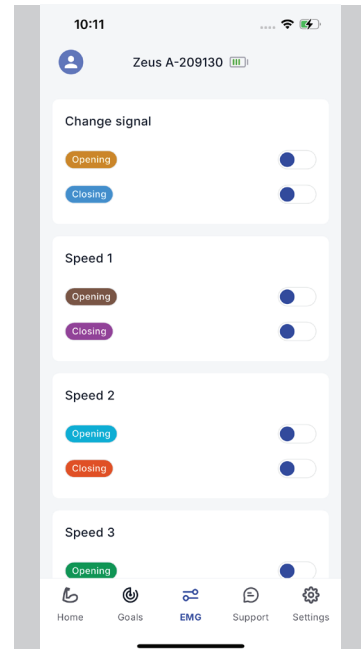 10:11
Zeus A-209130
Change signal
Opening
Closing
Speed 1
Opening
Closing
Speed 2
Opening
Closing
Speed 3
Opening
Home Goals EMG Support Settings